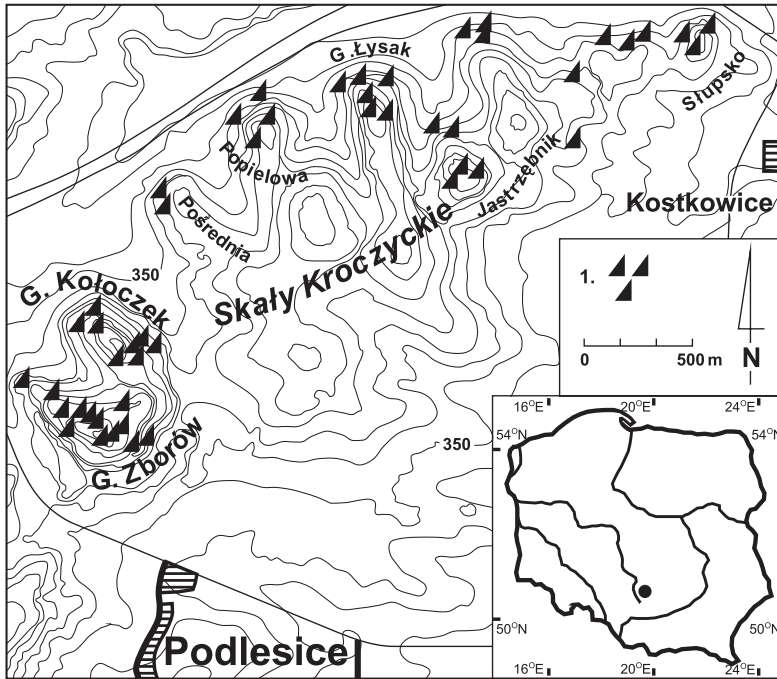 G.Łysak
Słupsko
Popielowa
Jastrzębnik
Pośrednia
Kostkowice
Skały Kroczyckie
350
G. Kołoczek
1.
0 500 m
N
G. Zborów
350
16°E 20°E 24°E
54°N 54°N
50°N 50°N
16°E 20°E 24°E
Podlesice